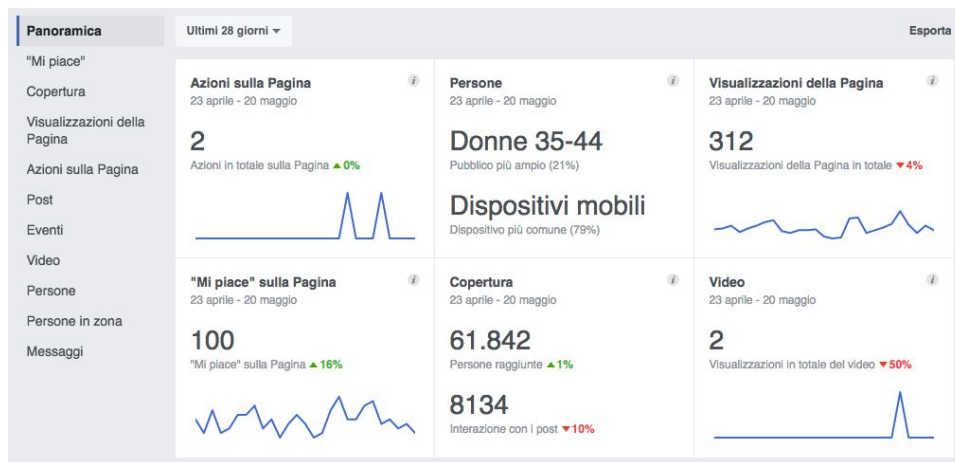 Panoramica
"Mi piace"
Copertura
Visualizzazioni della
Pagina
Azioni sulla Pagina
Post
Eventi
Video
Persone
Persone in zona
Messaggi
Ultimi 28 giorni
Esporta
Azioni sulla Pagina
23 aprile - 20 maggio
2
Azioni in totale sulla Pagina ▲0%
Persone
23 aprile - 20 maggio
Donne 35-44
Pubblico più ampio (21%)
Dispositivi mobili
Dispositivo più comune (79%)
Visualizzazioni della Pagina
23 aprile - 20 maggio
312
Visualizzazioni della Pagina in totale ▼4%
"Mi piace" sulla Pagina
23 aprile - 20 maggio
100
"Mi piace" sulla Pagina ▲16%
Copertura
23 aprile - 20 maggio
61.842
Persone raggiunte ▲1%
8134
Interazione con i post ▼10%
Video
23 aprile - 20 maggio
2
Visualizzazioni in totale del video ▼50%